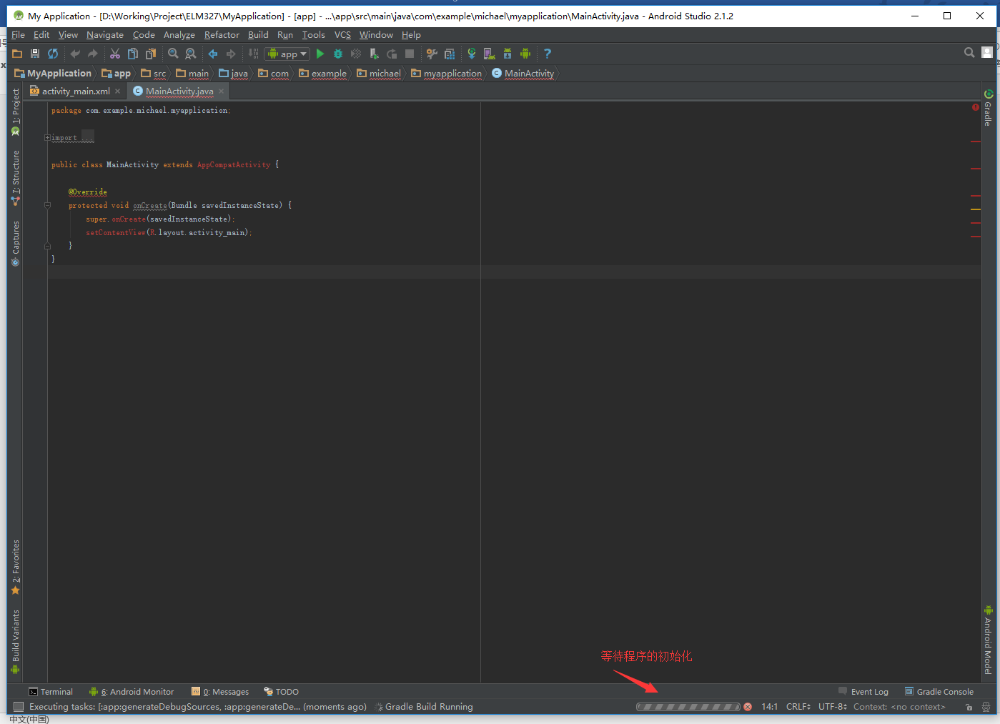 My Application - [D:\Working\Project\ELM327\MyApplication] - [app] - ...\app\src\main\java\com\example\michael\myapplication\MainActivity.java - Android Studio 2.1.2
File Edit View Navigate Code Analyze Refactor Build Run Tools VCS Window Help
app
MyApplication app src main java com example michael myapplication MainActivity
activity_main.xml MainActivity.java
1: Project
7: Structure
Captures
2: Favorites
Build Variants
package com.example.michael.myapplication;
import ...
public class MainActivity extends AppCompatActivity {
@Override
protected void onCreate(Bundle savedInstanceState) {
super.onCreate(savedInstanceState);
setContentView(R.layout.activity_main);
}
}
Gradle
Android Model
等待程序的初始化
Terminal 6: Android Monitor 0: Messages TODO Event Log Gradle Console
Executing tasks: [:app:generateDebugSources, :app:generateDe... (moments ago) Gradle Build Running 14:1 CRLF UTF-8 Context: <no context>
中文(中国)